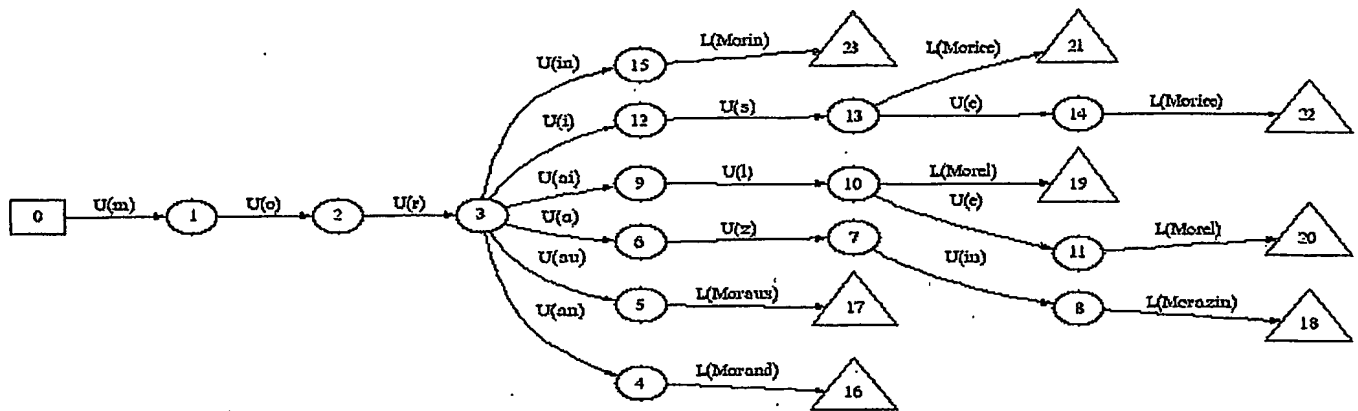 L(Morin) 23
L(Morice) 21
U(in) 15
U(i) 12 U(s) 13 U(e) 14 L(Morice) 22
U(ai) 9 U(l) 10 L(Morel) 19
0 U(m) 1 U(o) 2 U(r) 3
U(a) 6 U(z) 7 U(e) 11 L(Morel) 20
U(au) 5 L(Moraus) 17
U(in) 8 L(Morazin) 18
U(an) 4 L(Morand) 16